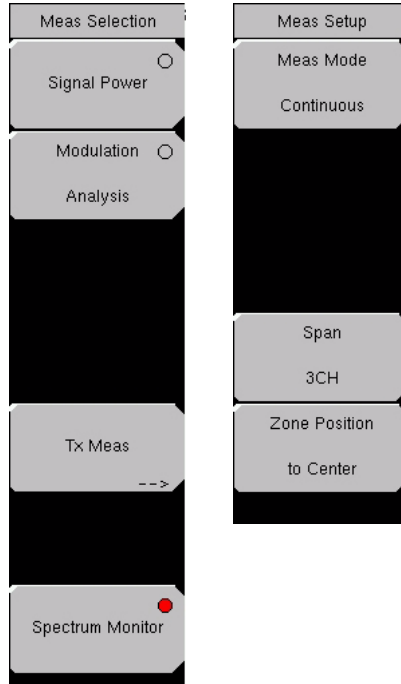 Meas Selection
Signal Power
Modulation
Analysis
Tx Meas
-->
Spectrum Monitor
Meas Setup
Meas Mode
Continuous
Span
3CH
Zone Position
to Center